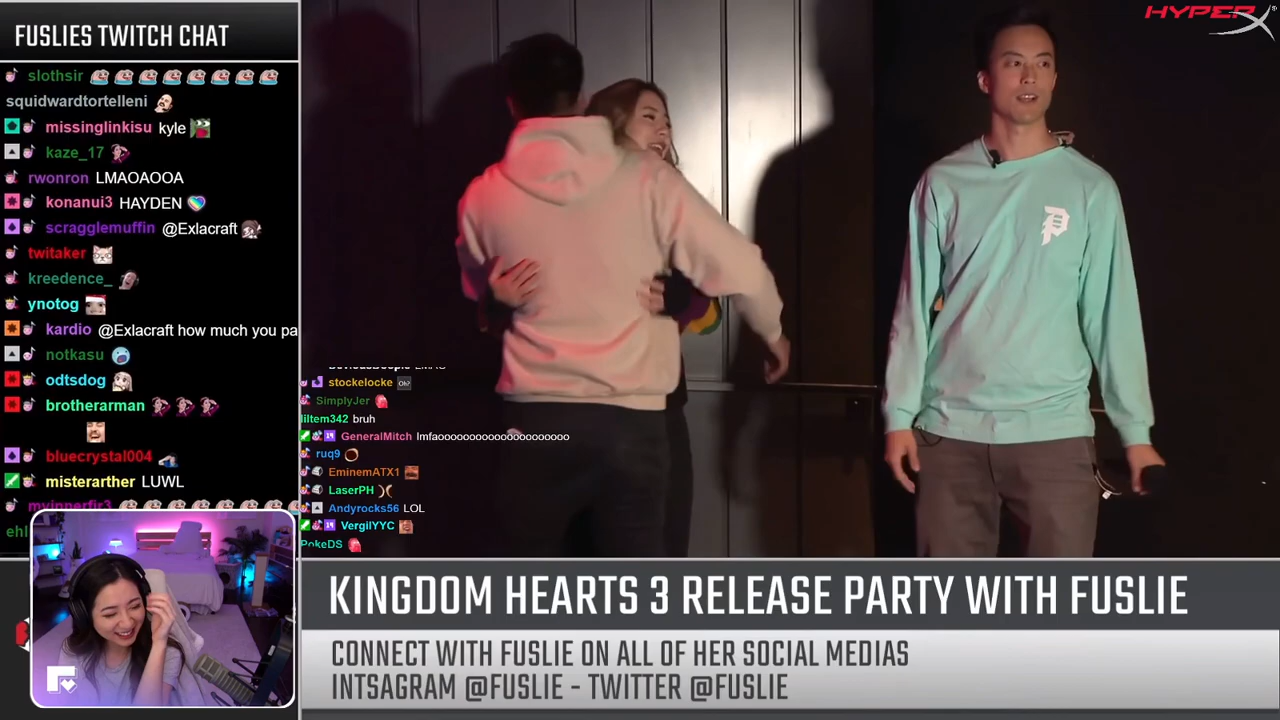 HYPERX
FUSLIES TWITCH CHAT
slothsir
squidwardtortelleni
missinglinkisu kyle
kaze_17
rwonron LMAOAOOA
konanui3 HAYDEN
scragglemuffin @Exlacraft
twitaker
kreedence_
ynotog
kardio @Exlacraft how much you pa
notkasu
odtsdog
brotherarman
bluecrystal004
misterarther LUWL
myinnerfir3
ehl
stockelocke
SimplyJer
liltem342 bruh
GeneralMitch lmfaooooooooooooooooooooo
ruq9
EminemATX1
LaserPH
Andyrocks56 LOL
VergilYYC
PokeDS
KINGDOM HEARTS 3 RELEASE PARTY WITH FUSLIE
CONNECT WITH FUSLIE ON ALL OF HER SOCIAL MEDIAS
INTSAGRAM @FUSLIE - TWITTER @FUSLIE